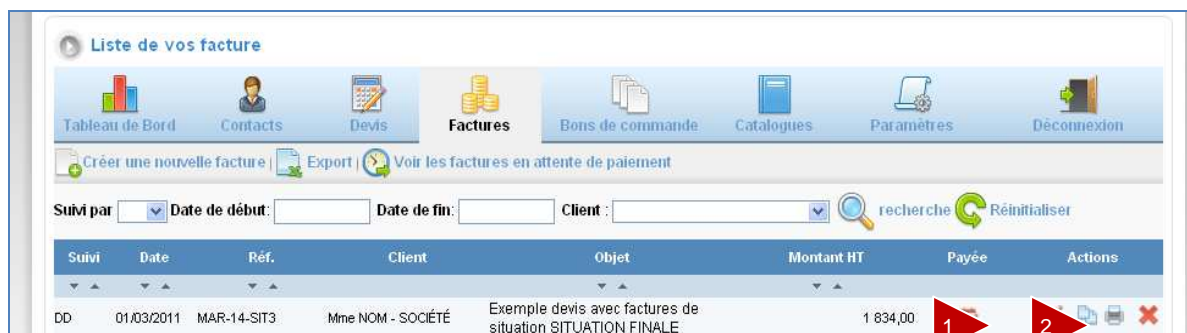 Liste de vos facture
Tableau de Bord Contacts Devis Factures Bons de commande Catalogues Paramètres Déconnexion
Créer une nouvelle facture | Export | Voir les factures en attente de paiement
Suivi par Date de début: Date de fin: Client : recherche Réinitialiser
Suivi Date Réf. Client Objet Montant HT Payée Actions
DD 01/03/2011 MAR-14-SIT3 Mme NOM - SOCIÉTÉ Exemple devis avec factures de 1 834,00 1 2
situation SITUATION FINALE